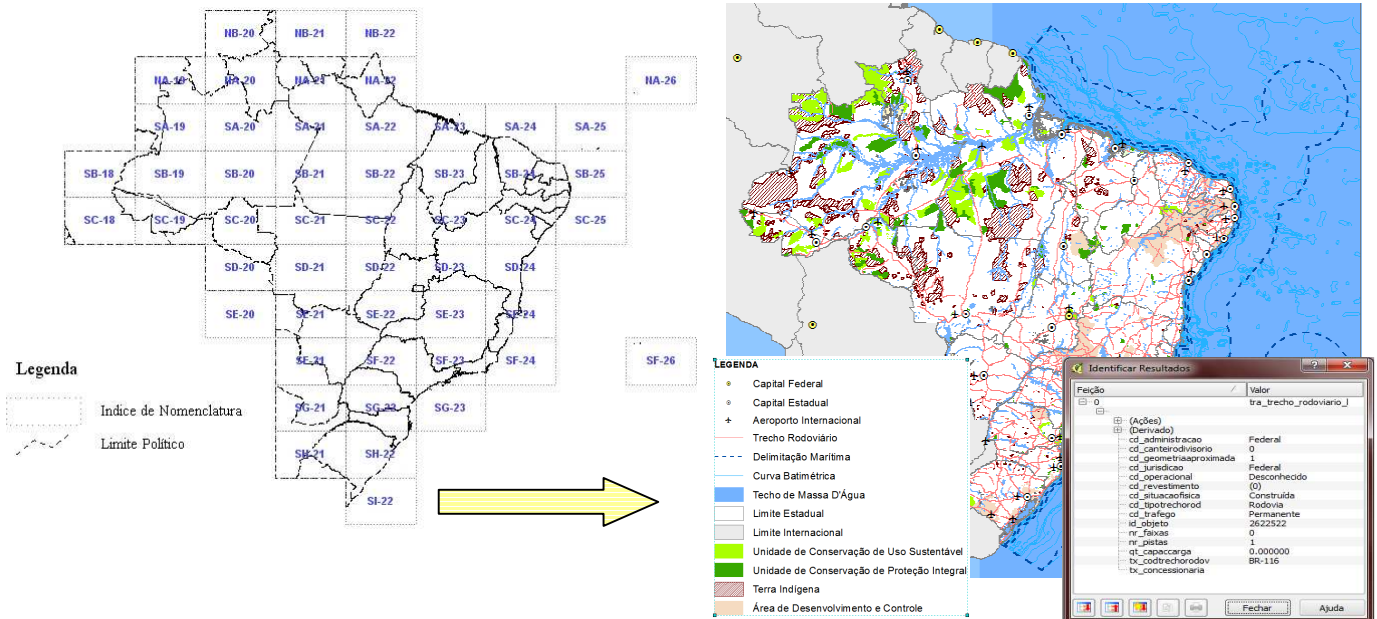 NB-20 NB-21 NB-22
NA-19 NA-20 NA-21 NA-22 NA-26
SA-19 SA-20 SA-21 SA-22 SA-23 SA-24 SA-25
SB-18 SB-19 SB-20 SB-21 SB-22 SB-23 SB-24 SB-25
SC-18 SC-19 SC-20 SC-21 SC-22 SC-23 SC-24 SC-25
SD-20 SD-21 SD-22 SD-23 SD-24
SE-20 SE-21 SE-22 SE-23 SE-24
SF-21 SF-22 SF-23 SF-24 SF-26
SG-21 SG-22 SG-23
SH-21 SH-22
SI-22
Legenda
Indice de Nomenclatura
Limite Político
LEGENDA
Capital Federal
Capital Estadual
Aeroporto Internacional
Trecho Rodoviário
Delimitação Marítima
Curva Batimétrica
Techo de Massa D'Água
Limite Estadual
Limite Internacional
Unidade de Conservação de Uso Sustentável
Unidade de Conservação de Proteção Integral
Terra Indígena
Área de Desenvolvimento e Controle
Identificar Resultados
Feição Valor
0 tra_trecho_rodoviario_l
(Ações)
(Derivado)
cd_administracao Federal
cd_canteirodivisorio 0
cd_geometriaaproximada 1
cd_jurisdicao Federal
cd_operacional Desconhecido
cd_revestimento (0)
cd_situacaofisica Construída
cd_tipotrechorod Rodovia
cd_trafego Permanente
id_objeto 2622522
nr_faixas 0
nr_pistas 1
qt_capaccarga 0.000000
tx_codtrechorodov BR-116
tx_concessionaria
Fechar Ajuda